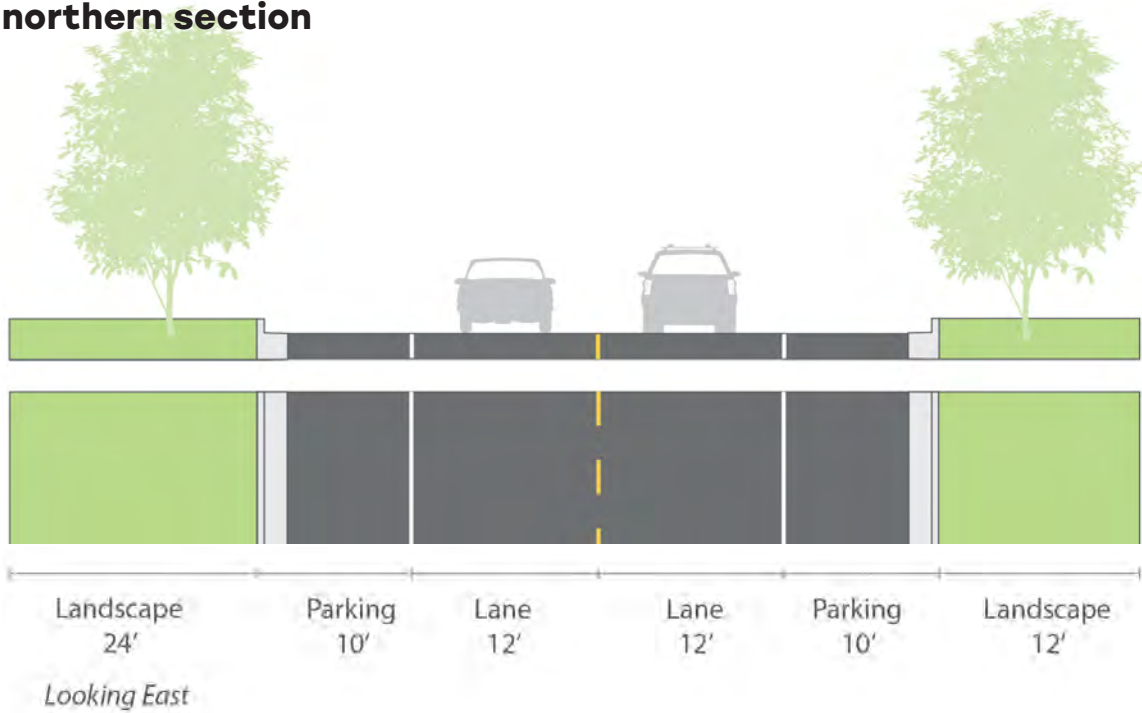 northern section
Landscape Parking Lane Lane Parking Landscape
24’ 10’ 12’ 12’ 10’ 12’
Looking East